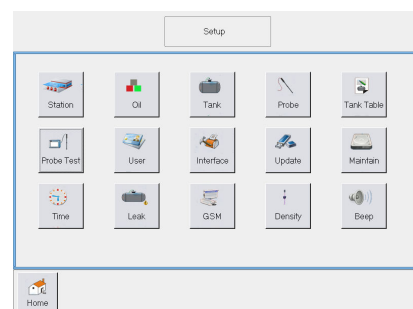 Setup
Station
Oil
Tank
Probe
Tank Table
Probe Test
User
Interface
Update
Maintain
Time
Leak
GSM
Density
Beep
Home